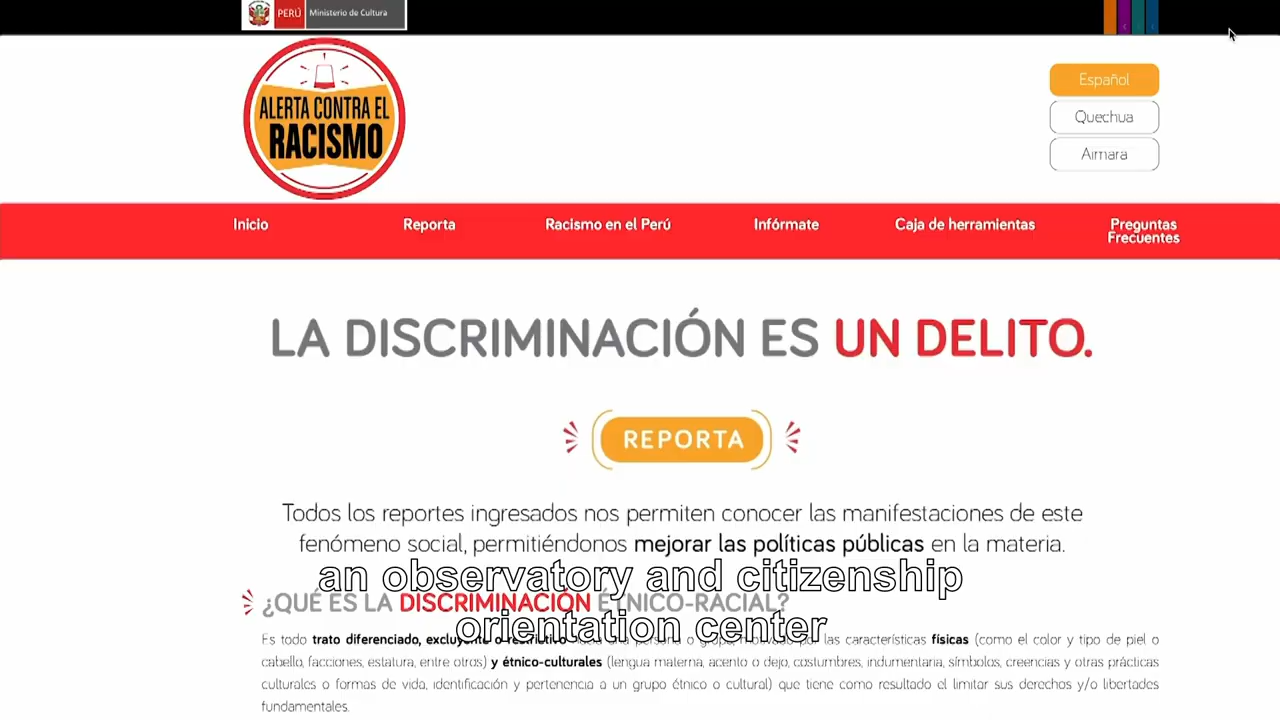 PERÚ Ministerio de Cultura
ALERTA CONTRA EL
RACISMO
Español
Quechua
Aimara
Inicio Reporta Racismo en el Perú Infórmate Caja de herramientas Preguntas
Frecuentes
LA DISCRIMINACIÓN ES UN DELITO.
REPORTA
Todos los reportes ingresados nos permiten conocer las manifestaciones de este
fenómeno social, permitiéndonos mejorar las políticas públicas en la materia.
an observatory and citizenship
¿QUÉ ES LA DISCRIMINACIÓN ÉTNICO-RACIAL?
orientation center
Es todo trato diferenciado, excluyente o restrictivo las características físicas (como el color y tipo de piel o
cabello, facciones, estatura, entre otros) y étnico-culturales (lengua materna, acento o dejo, costumbres, indumentaria, símbolos, creencias y otras prácticas
culturales o formas de vida, identificación y pertenencia a un grupo étnico o cultural) que tiene como resultado el limitar sus derechos y/o libertades
fundamentales.